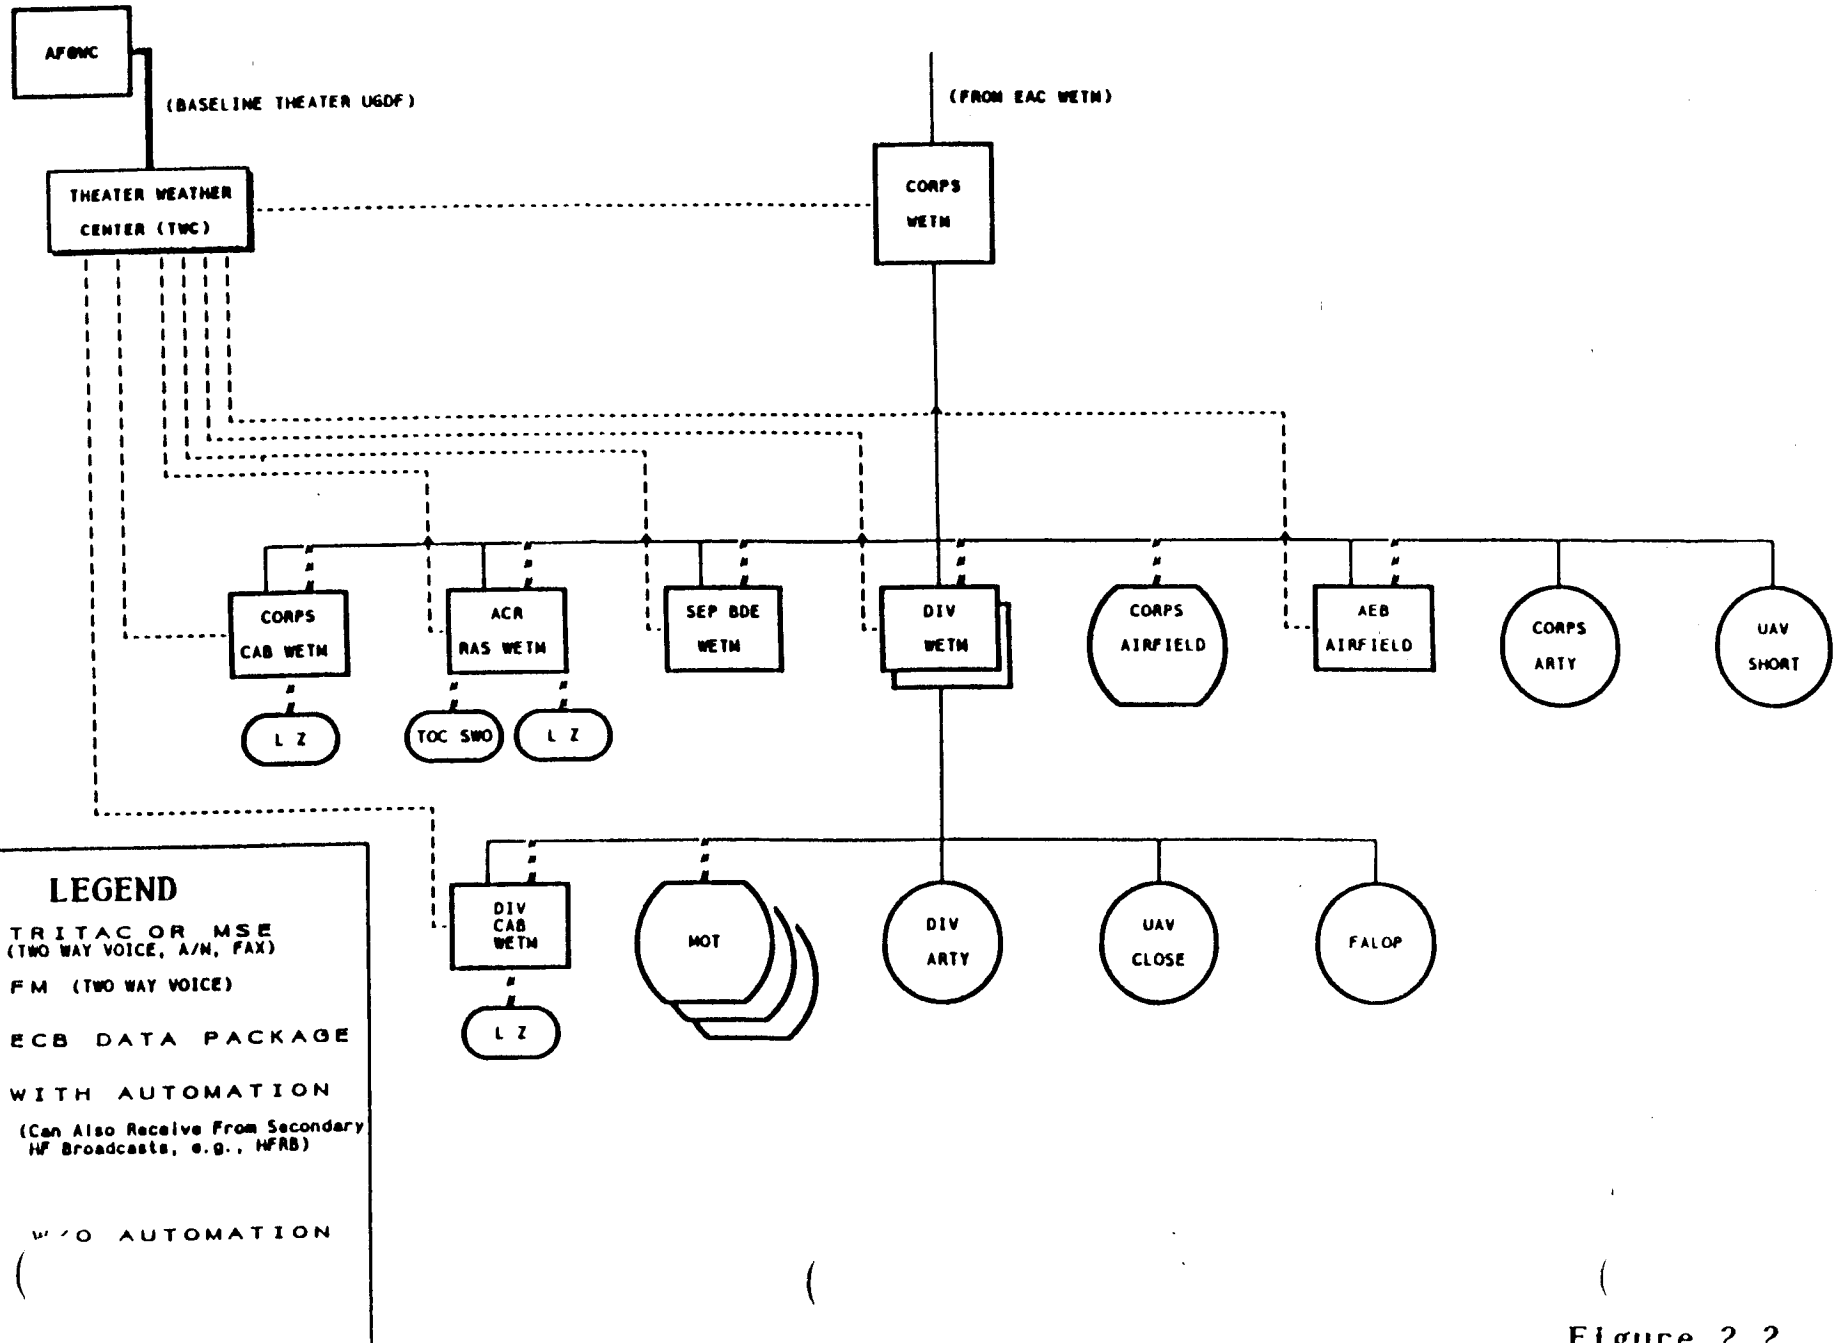 AFGWC
(BASELINE THEATER UGDF)
(FROM EAC WETM)
THEATER WEATHER
CENTER (TWC)
CORPS
WETM
CORPS
CAB WETM
ACR
RAS WETM
SEP BDE
WETM
DIV
WETM
CORPS
AIRFIELD
AEB
AIRFIELD
CORPS
ARTY
UAV
SHORT
L Z
TOC SWO
L Z
DIV
CAB
WETM
MOT
DIV
ARTY
UAV
CLOSE
FALOP
L Z
LEGEND
TRITAC OR MSE
(TWO WAY VOICE, A/N, FAX)
FM (TWO WAY VOICE)
ECB DATA PACKAGE
WITH AUTOMATION
(Can Also Receive From Secondary
HF Broadcasts, e.g., HFRB)
W/O AUTOMATION
Figure 2.2